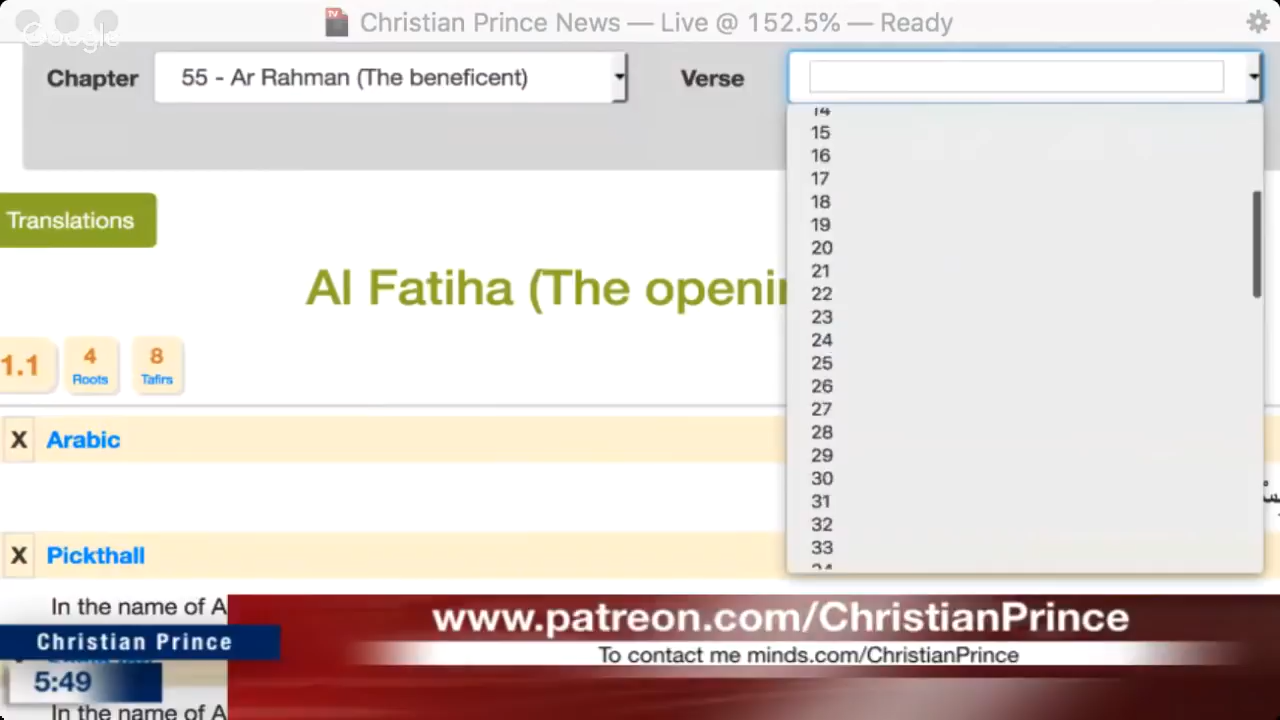 Christian Prince News — Live @ 152.5% — Ready
Google
Chapter
55 - Ar Rahman (The beneficent)
Verse
14
15
16
17
18
19
20
21
22
23
24
25
26
27
28
29
30
31
32
33
Translations
Al Fatiha (The openin
1.1
4
Roots
8
Tafirs
X Arabic
X Pickthall
In the name of A
www.patreon.com/ChristianPrince
Christian Prince
To contact me minds.com/ChristianPrince
5:49
In the name of A